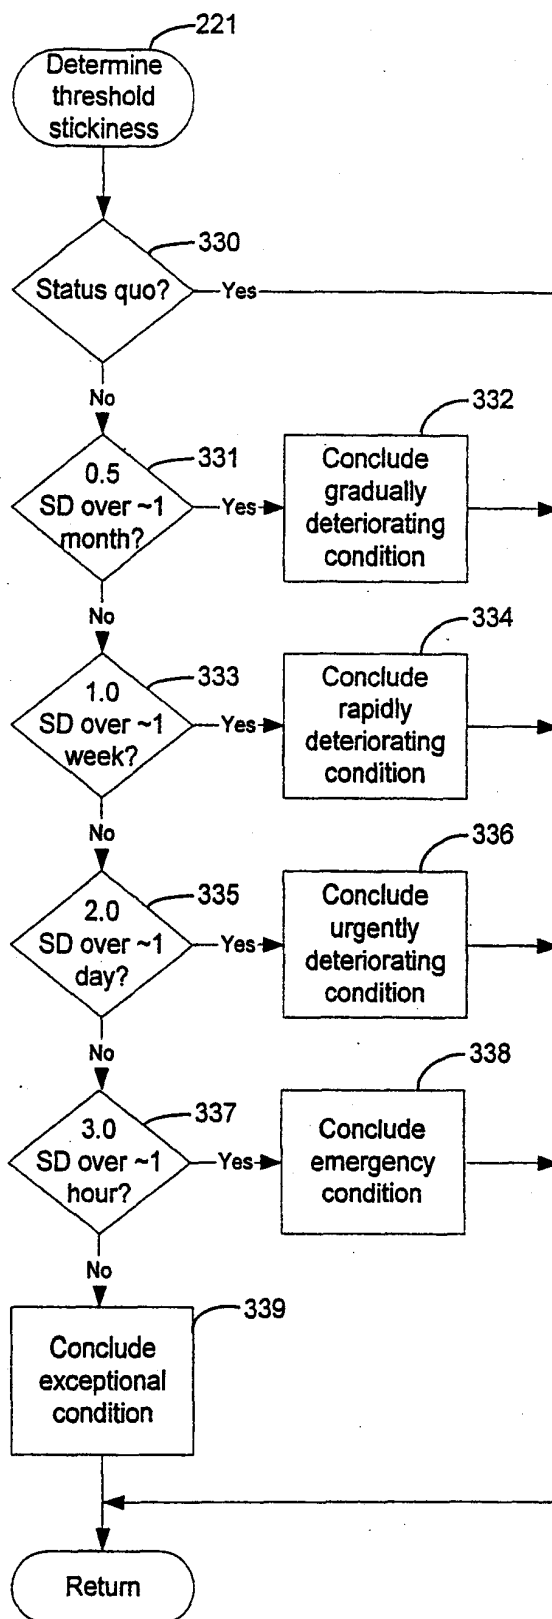 221
Determine
threshold
stickiness
330
Status quo?
Yes
No
331
0.5
SD over ~1
month?
Yes
332
Conclude
gradually
deteriorating
condition
No
333
1.0
SD over ~1
week?
Yes
334
Conclude
rapidly
deteriorating
condition
No
335
2.0
SD over ~1
day?
Yes
336
Conclude
urgently
deteriorating
condition
No
337
3.0
SD over ~1
hour?
Yes
338
Conclude
emergency
condition
No
339
Conclude
exceptional
condition
Return